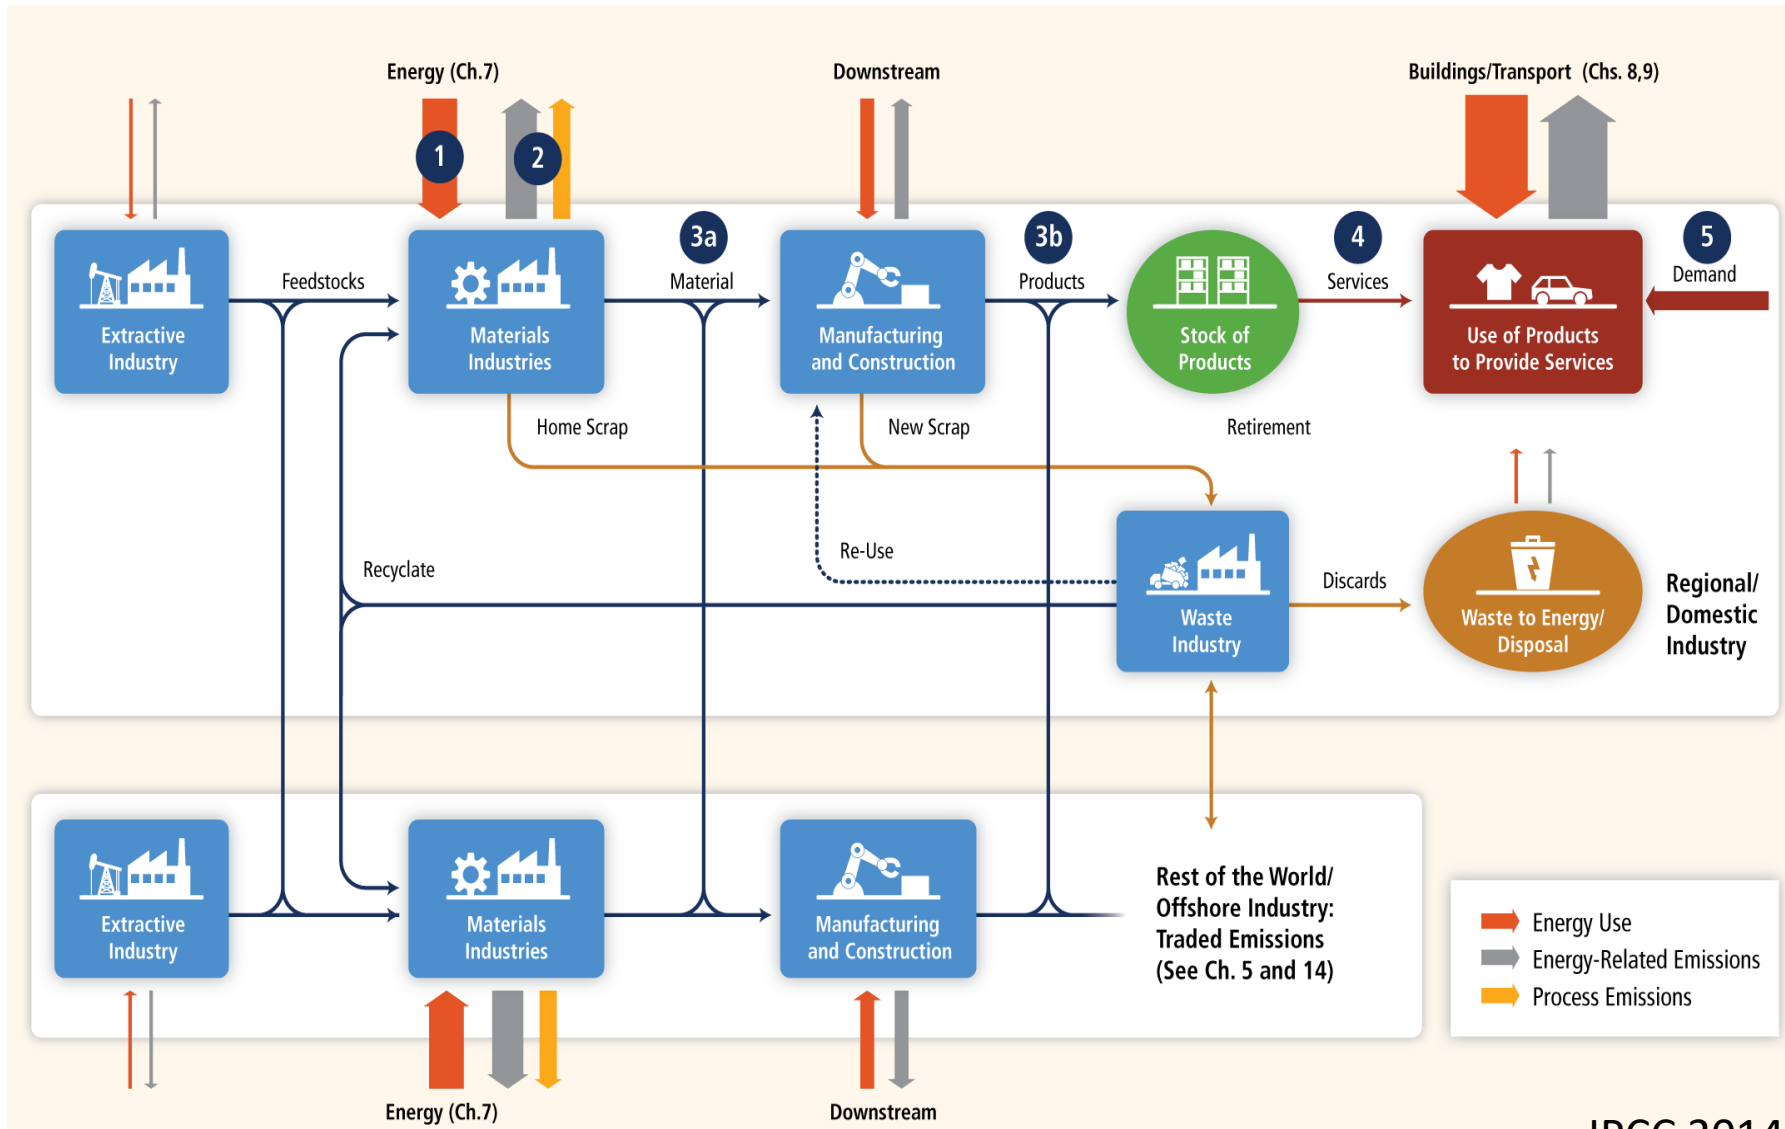 Energy (Ch.7)
Downstream
Buildings/Transport (Chs. 8,9)
1
2
3a
3b
4
5
Feedstocks
Material
Products
Services
Demand
Extractive
Industry
Materials
Industries
Manufacturing
and Construction
Stock of
Products
Use of Products
to Provide Services
Home Scrap
New Scrap
Retirement
Re-Use
Recyclate
Discards
Waste
Industry
Waste to Energy/
Disposal
Regional/
Domestic
Industry
Extractive
Industry
Materials
Industries
Manufacturing
and Construction
Rest of the World/
Offshore Industry:
Traded Emissions
(See Ch. 5 and 14)
Energy Use
Energy-Related Emissions
Process Emissions
Energy (Ch.7)
Downstream
IPCC 2014